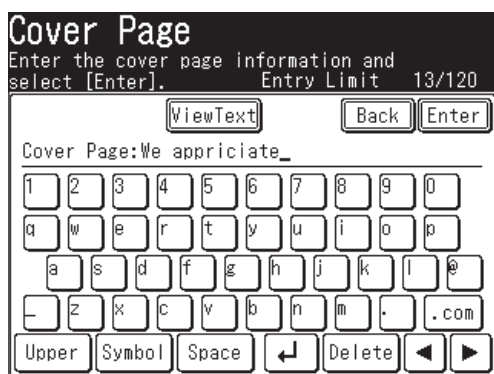 Cover Page
Enter the cover page information and
select [Enter]. Entry Limit 13/120
ViewText Back Enter
Cover Page:We appriciate_
1 2 3 4 5 6 7 8 9 0
q w e r t y u i o p
a s d f g h j k l @
_ z x c v b n m . .com
Upper Symbol Space ↵ Delete ◀ ▶